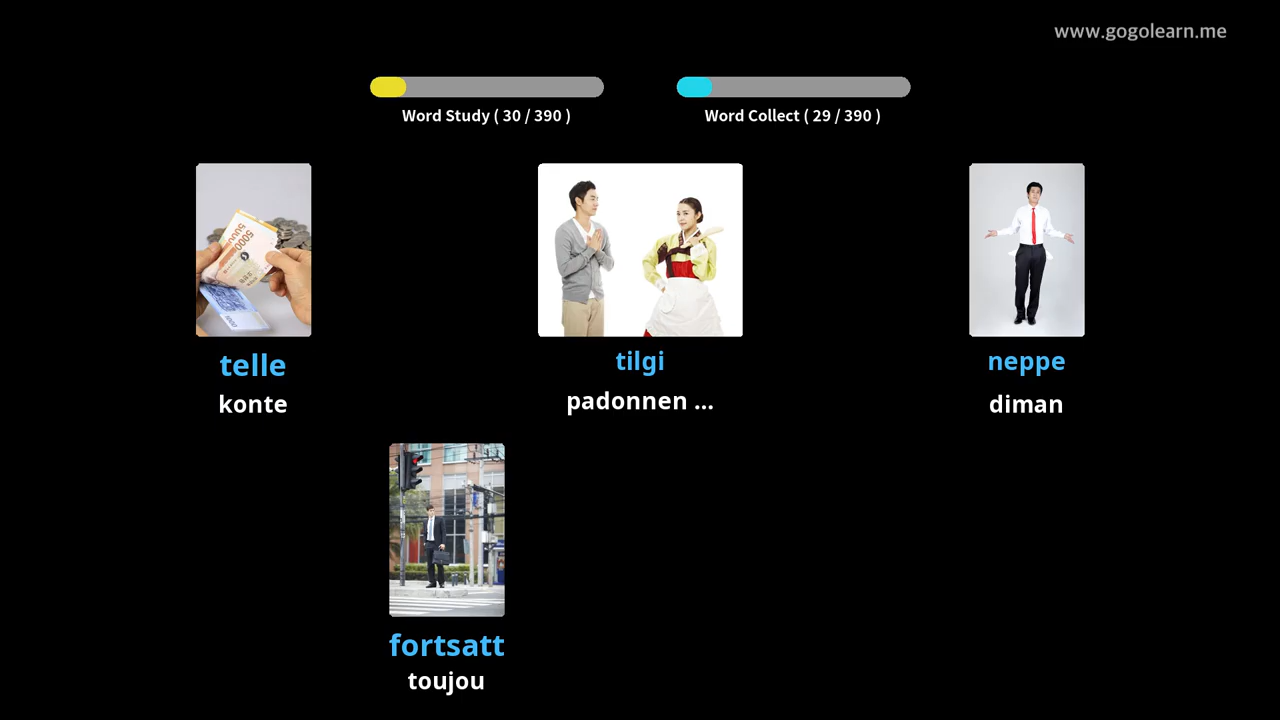 www.gogolearn.me
Word Study ( 30 / 390 )
Word Collect ( 29 / 390 )
telle
konte
tilgi
padonnen ...
neppe
diman
fortsatt
toujou